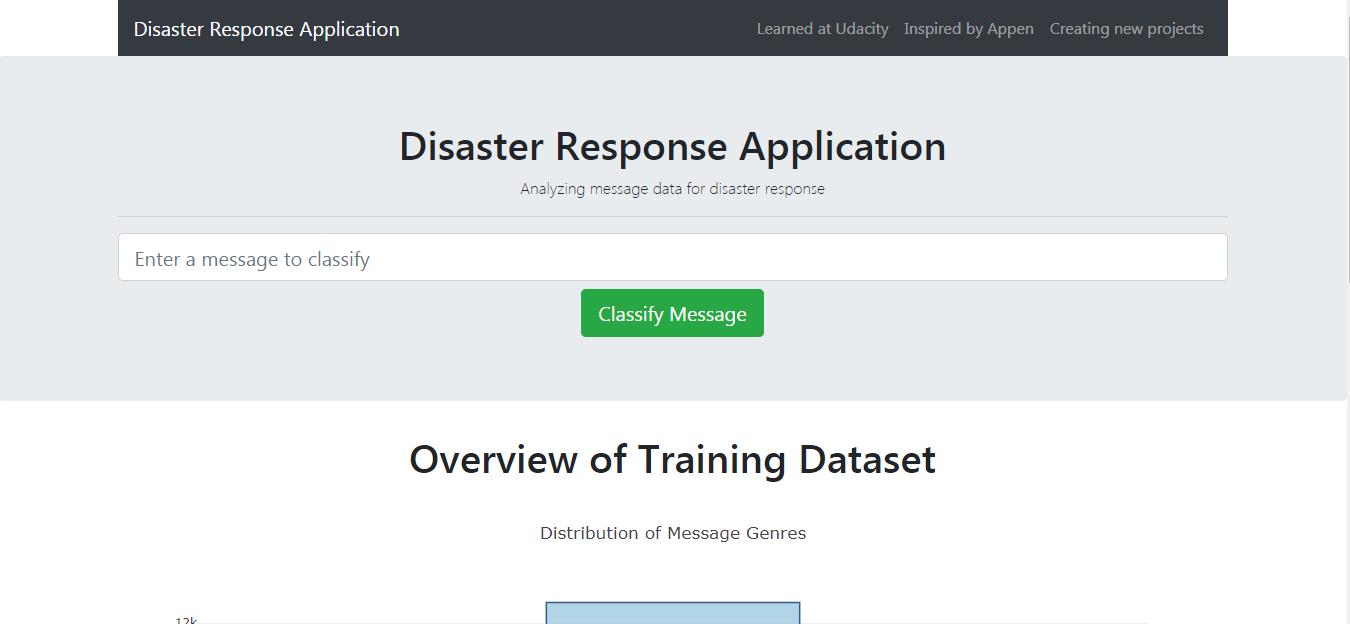 Disaster Response Application Learned at Udacity Inspired by Appen Creating new projects
Disaster Response Application
Analyzing message data for disaster response
Enter a message to classify
Classify Message
Overview of Training Dataset
Distribution of Message Genres
12k